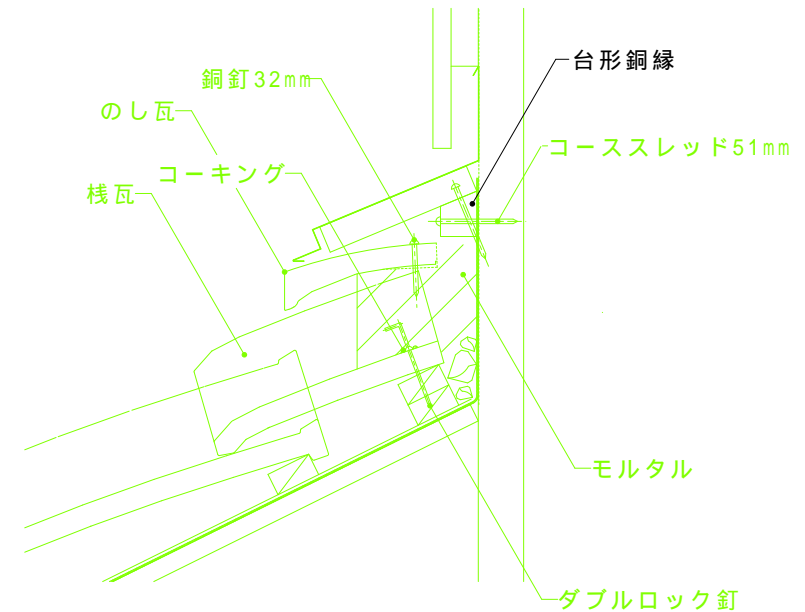 台形銅縁
銅釘32mm
のし瓦
コーススレッド51mm
コーキング
桟瓦
モルタル
ダブルロック釘